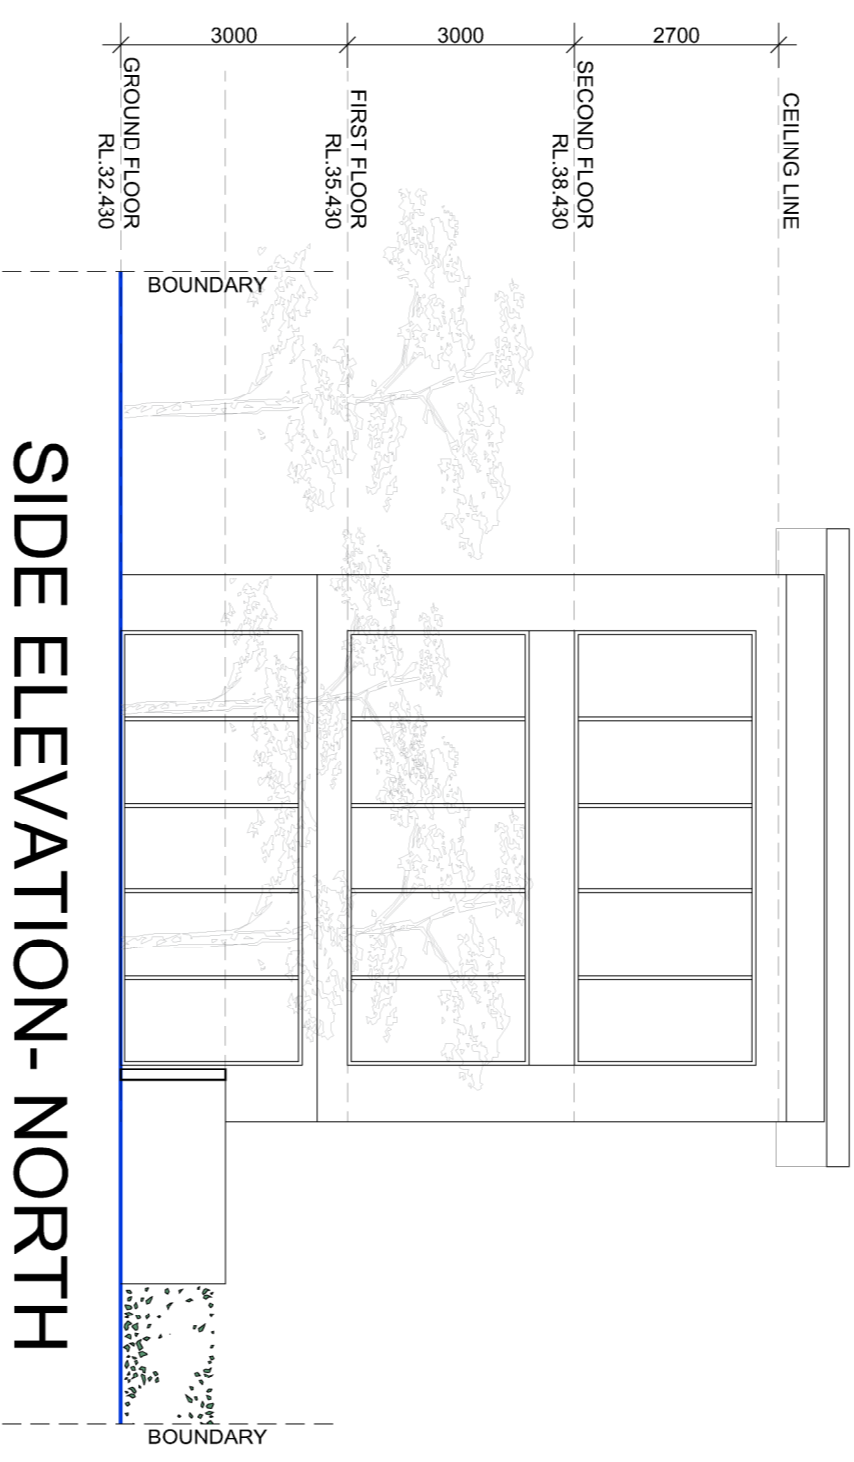 CEILING LINE
2700
SECOND FLOOR
RL.38.430
3000
FIRST FLOOR
RL.35.430
3000
GROUND FLOOR
RL.32.430
BOUNDARY
BOUNDARY
SIDE ELEVATION- NORTH